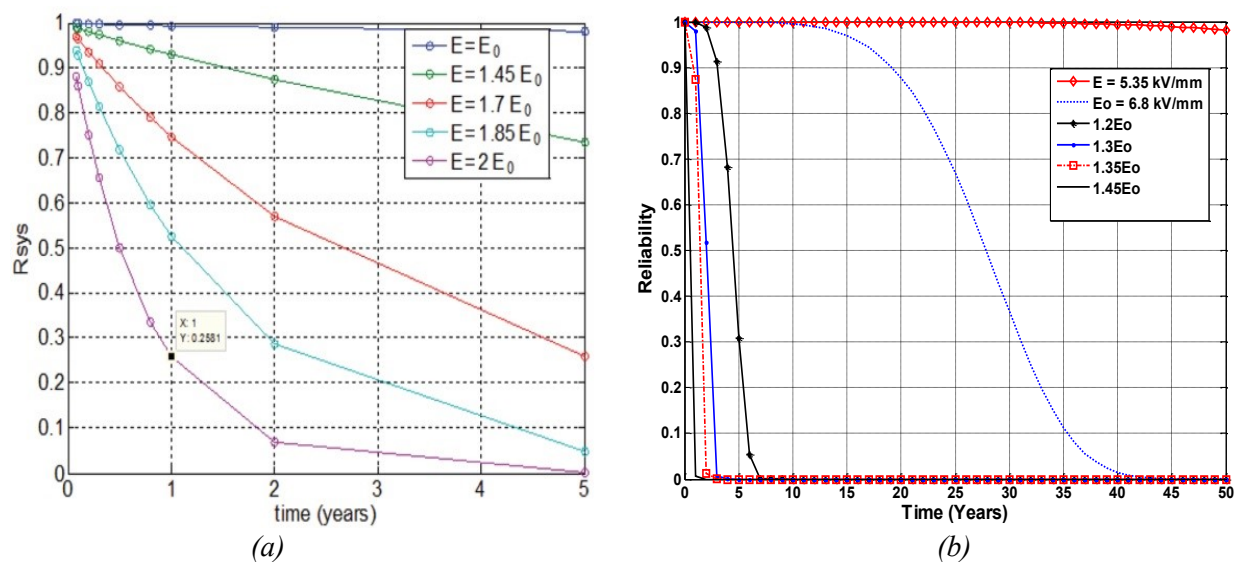 1
0.9
0.8
0.7
0.6
0.5
0.4
0.3
0.2
0.1
0
Rsys
E=E0
E=1.45 E0
E=1.7 E0
E=1.85 E0
E=2 E0
X: 1
Y: 0.2581
0 1 2 3 4 5
time (years)
(a)
1
0.9
0.8
0.7
0.6
0.5
0.4
0.3
0.2
0.1
0
Reliability
E = 5.35 kV/mm
Eo = 6.8 kV/mm
1.2Eo
1.3Eo
1.35Eo
1.45Eo
0 5 10 15 20 25 30 35 40 45 50
Time (Years)
(b)